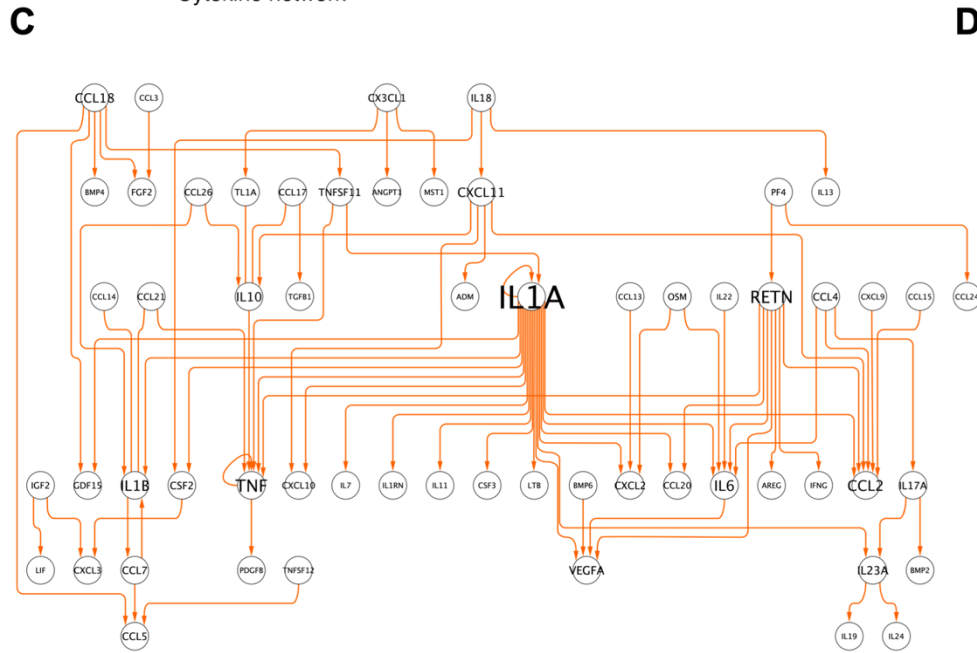 Cytokine network
C
D
CCL18 CCL3 CX3CL1 IL18
BMP4 FGF2 CCL26 TL1A CCL17 TNFSF11 ANGPT1 MST1 CXCL11 PF4 IL13
CCL14 CCL21 IL10 TGFB1 ADM IL1A CCL13 OSM IL22 RETN CCL4 CXCL9 CCL15 CCL24
IGF2 GDF15 IL1B CSF2 TNF CXCL10 IL7 IL1RN IL11 CSF3 LTB BMP6 CXCL2 CCL20 IL6 AREG IFNG CCL2 IL17A
LIF CXCL3 CCL7 PDGFB TNFSF12 VEGFA IL23A BMP2
CCL5 IL19 IL24